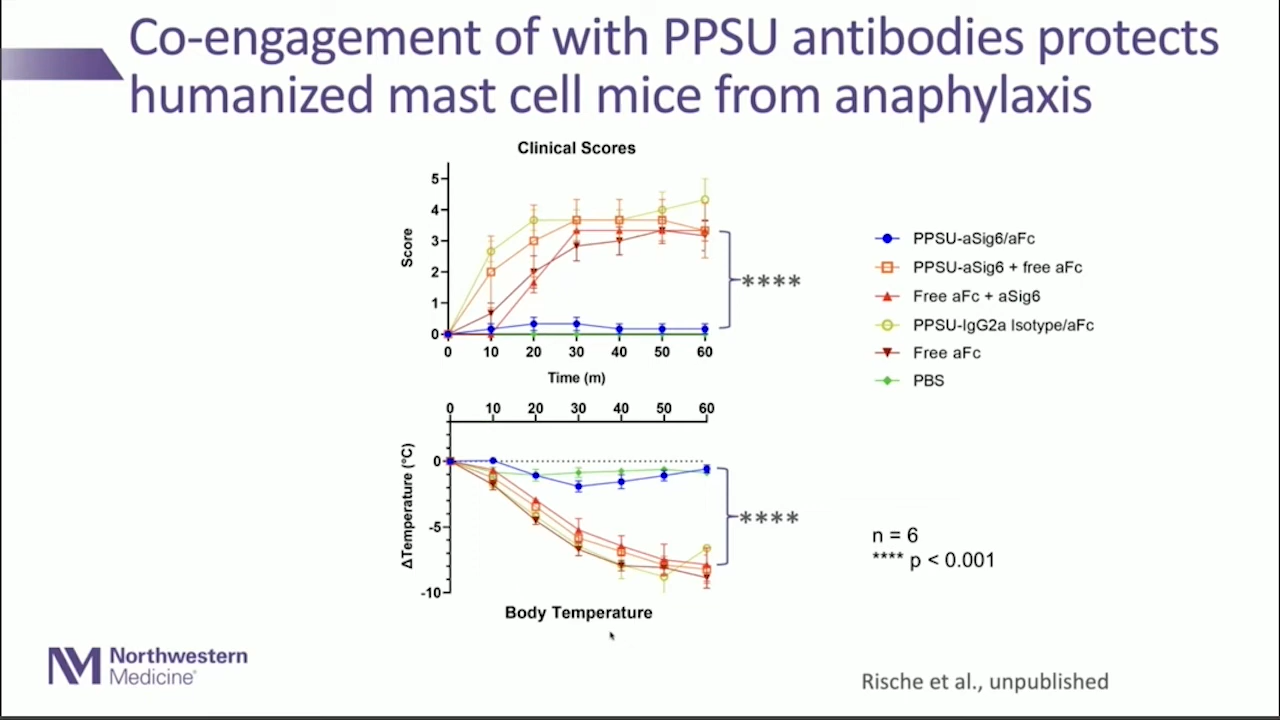 Co-engagement of with PPSU antibodies protects
humanized mast cell mice from anaphylaxis
Clinical Scores
Score
5
4
3
2
1
0
0 10 20 30 40 50 60
Time (m)
****
PPSU-aSig6/aFc
PPSU-aSig6 + free aFc
Free aFc + aSig6
PPSU-IgG2a Isotype/aFc
Free aFc
PBS
0 10 20 30 40 50 60
ΔTemperature (°C)
0
-5
-10
****
Body Temperature
n = 6
**** p < 0.001
Northwestern
Medicine®
Rische et al., unpublished